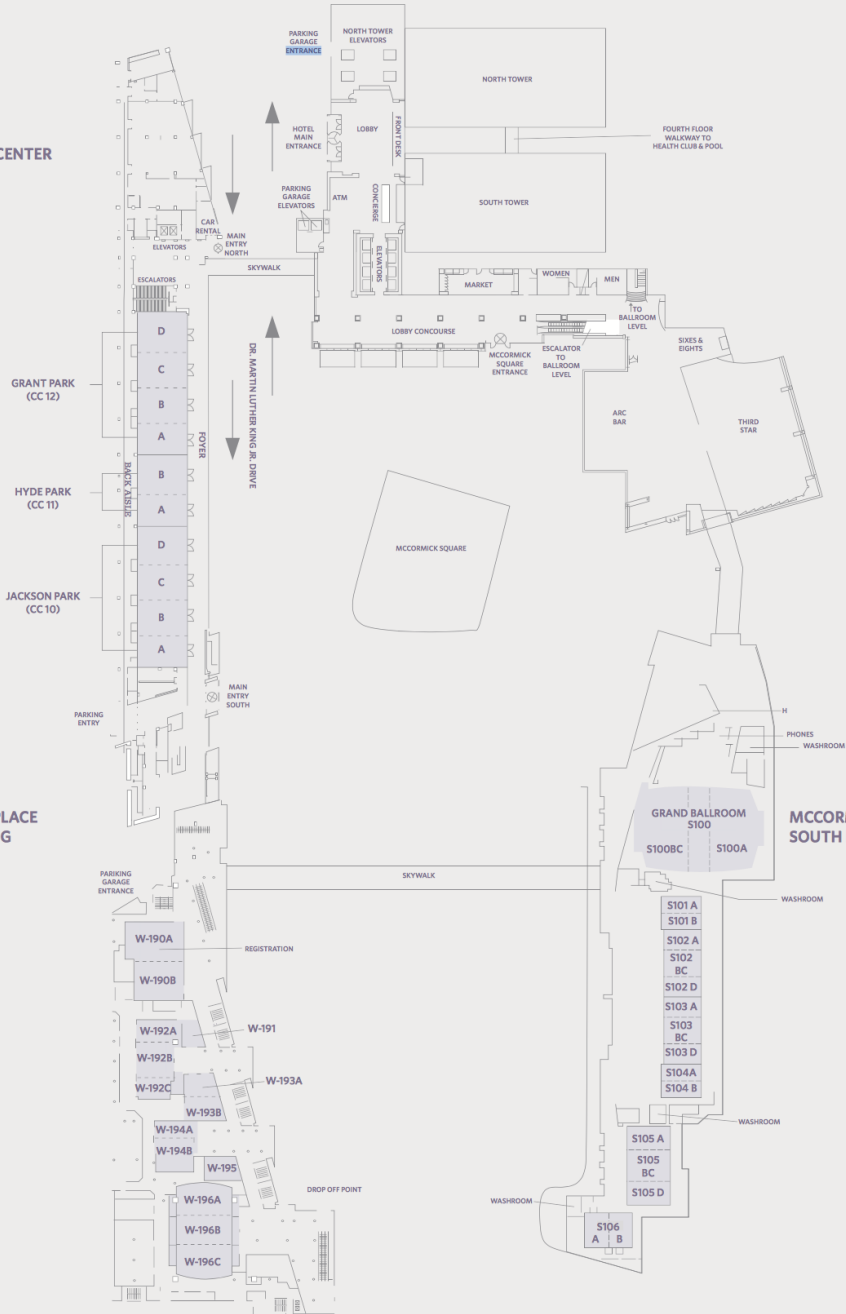 PARKING
GARAGE
ENTRANCE
NORTH TOWER
ELEVATORS
NORTH TOWER
HOTEL
MAIN
ENTRANCE
LOBBY
FRONT DESK
FOURTH FLOOR
WALKWAY TO
HEALTH CLUB & POOL
CENTER
PARKING
GARAGE
ELEVATORS
ATM
CONCIERGE
SOUTH TOWER
CAR
RENTAL
MAIN
ENTRY
NORTH
ELEVATORS
ELEVATORS
SKYWALK
ESCALATORS
MARKET
WOMEN
MEN
TO
BALLROOM
LEVEL
LOBBY CONCOURSE
MCCORMICK
SQUARE
ENTRANCE
ESCALATOR
TO
BALLROOM
LEVEL
SIXES &
EIGHTS
D
C
B
A
GRANT PARK
(CC 12)
DR. MARTIN LUTHER KING JR. DRIVE
FOYER
BACK AISLE
ARC
BAR
THIRD
STAR
B
A
HYDE PARK
(CC 11)
D
C
B
A
JACKSON PARK
(CC 10)
MCCORMICK SQUARE
MAIN
ENTRY
SOUTH
PARKING
ENTRY
H
PHONES
WASHROOM
PLACE
G
GRAND BALLROOM
S100
S100BC
S100A
MCCORM
SOUTH
PARIKING
GARAGE
ENTRANCE
SKYWALK
WASHROOM
W-190A
REGISTRATION
W-190B
W-192A
W-191
W-192B
W-192C
W-193A
W-193B
W-194A
W-194B
W-195
W-196A
W-196B
W-196C
DROP OFF POINT
S101 A
S101 B
S102 A
S102
BC
S102 D
S103 A
S103
BC
S103 D
S104A
S104 B
WASHROOM
S105 A
S105
BC
S105 D
WASHROOM
S106
A B